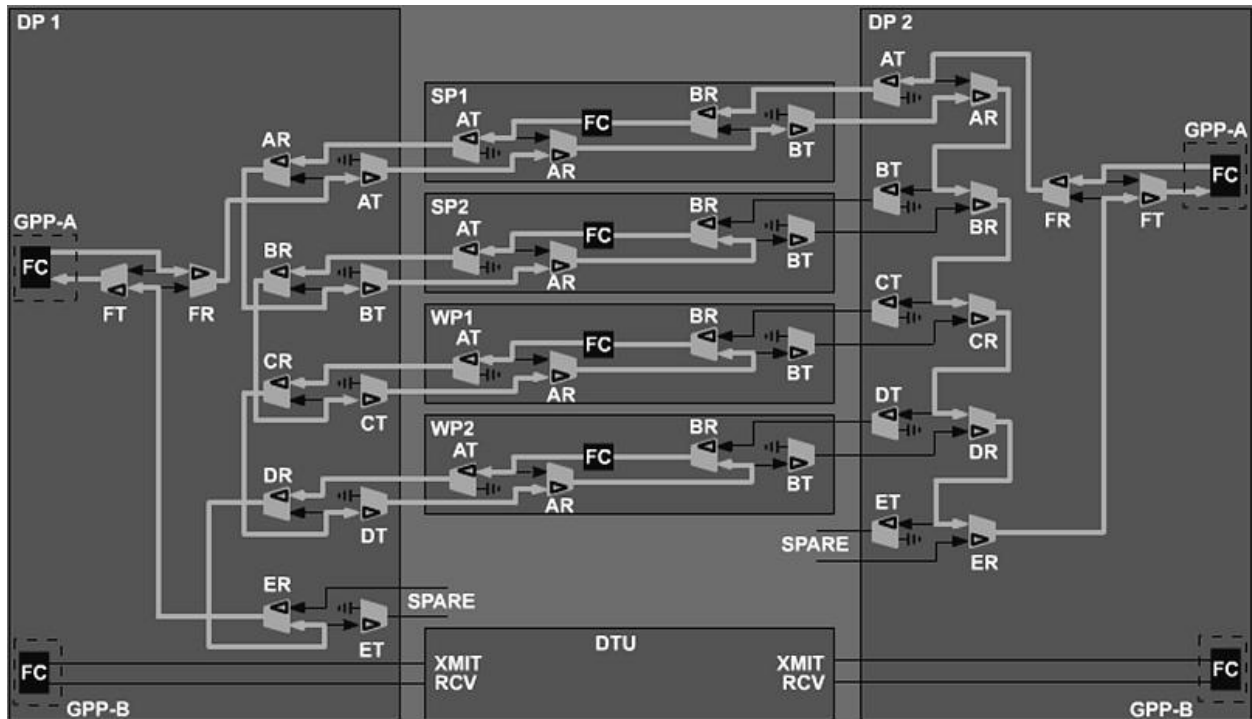 DP 1
DP 2
SP1
AT
FC
BR
AR
BT
AT
AR
GPP-A
FC
AR
AT
BT
BR
FR
FT
SP2
AT
FC
BR
AR
BT
GPP-A
FC
FT
FR
BR
BT
CT
CR
WP1
AT
FC
BR
AR
BT
CR
CT
DT
DR
WP2
AT
FC
BR
AR
BT
DR
DT
ET
ER
SPARE
ER
ET
SPARE
DTU
XMIT
RCV
XMIT
RCV
FC
GPP-B
FC
GPP-B